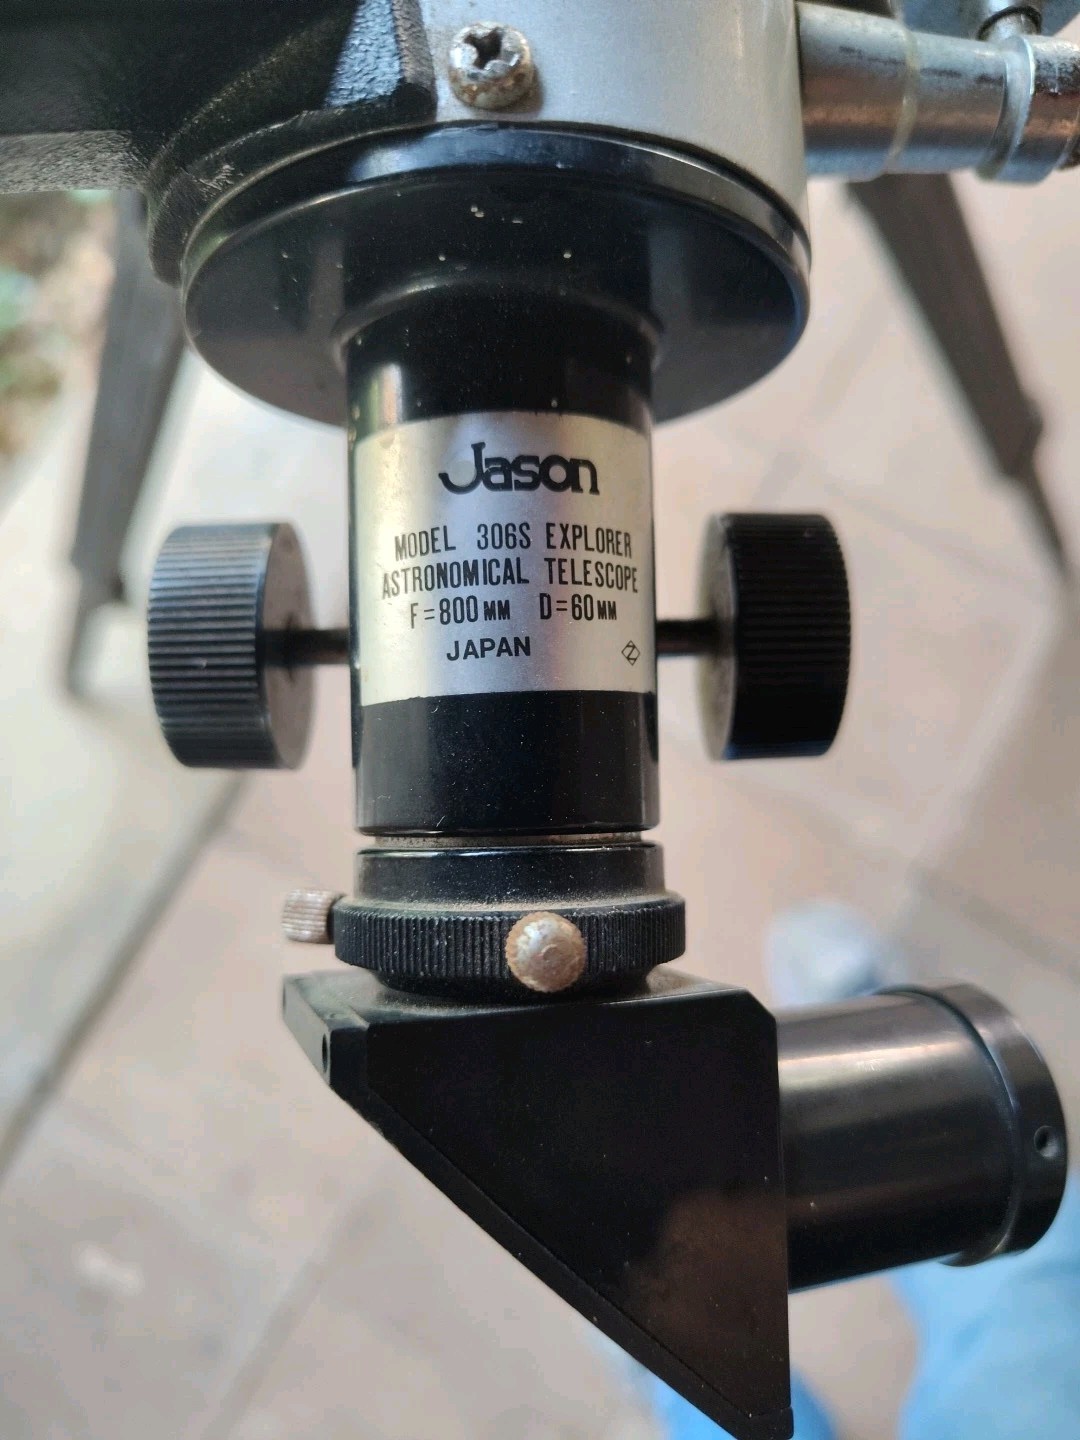 Jason
MODEL 306S EXPLORER
ASTRONOMICAL TELESCOPE
F=800MM D=60MM
JAPAN
Z